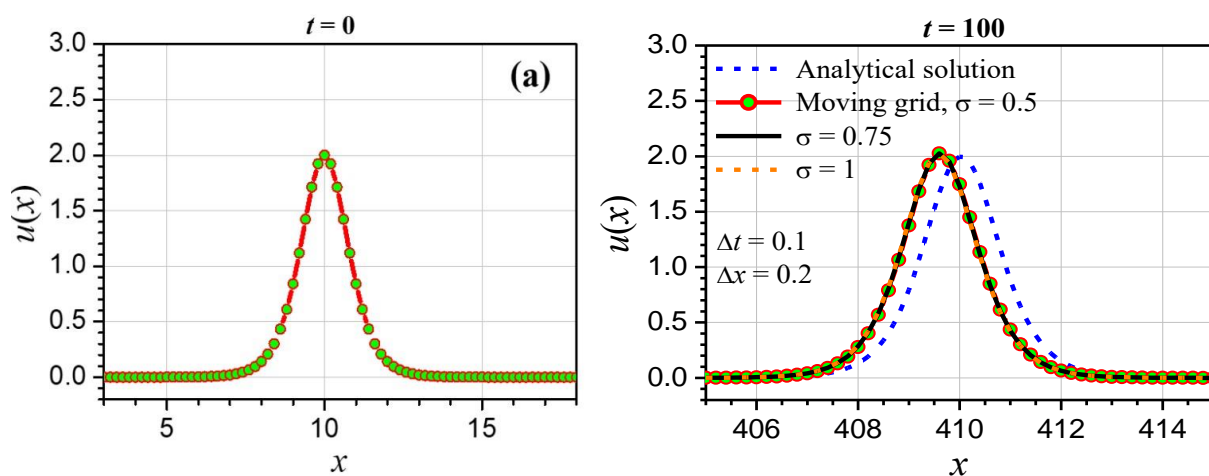 t = 0
(a)
3.0
2.5
2.0
1.5
1.0
0.5
0.0
u(x)
5
10
15
x
t = 100
Analytical solution
Moving grid, σ = 0.5
σ = 0.75
σ = 1
Δt = 0.1
Δx = 0.2
3.0
2.5
2.0
1.5
1.0
0.5
0.0
u(x)
406
408
410
412
414
x